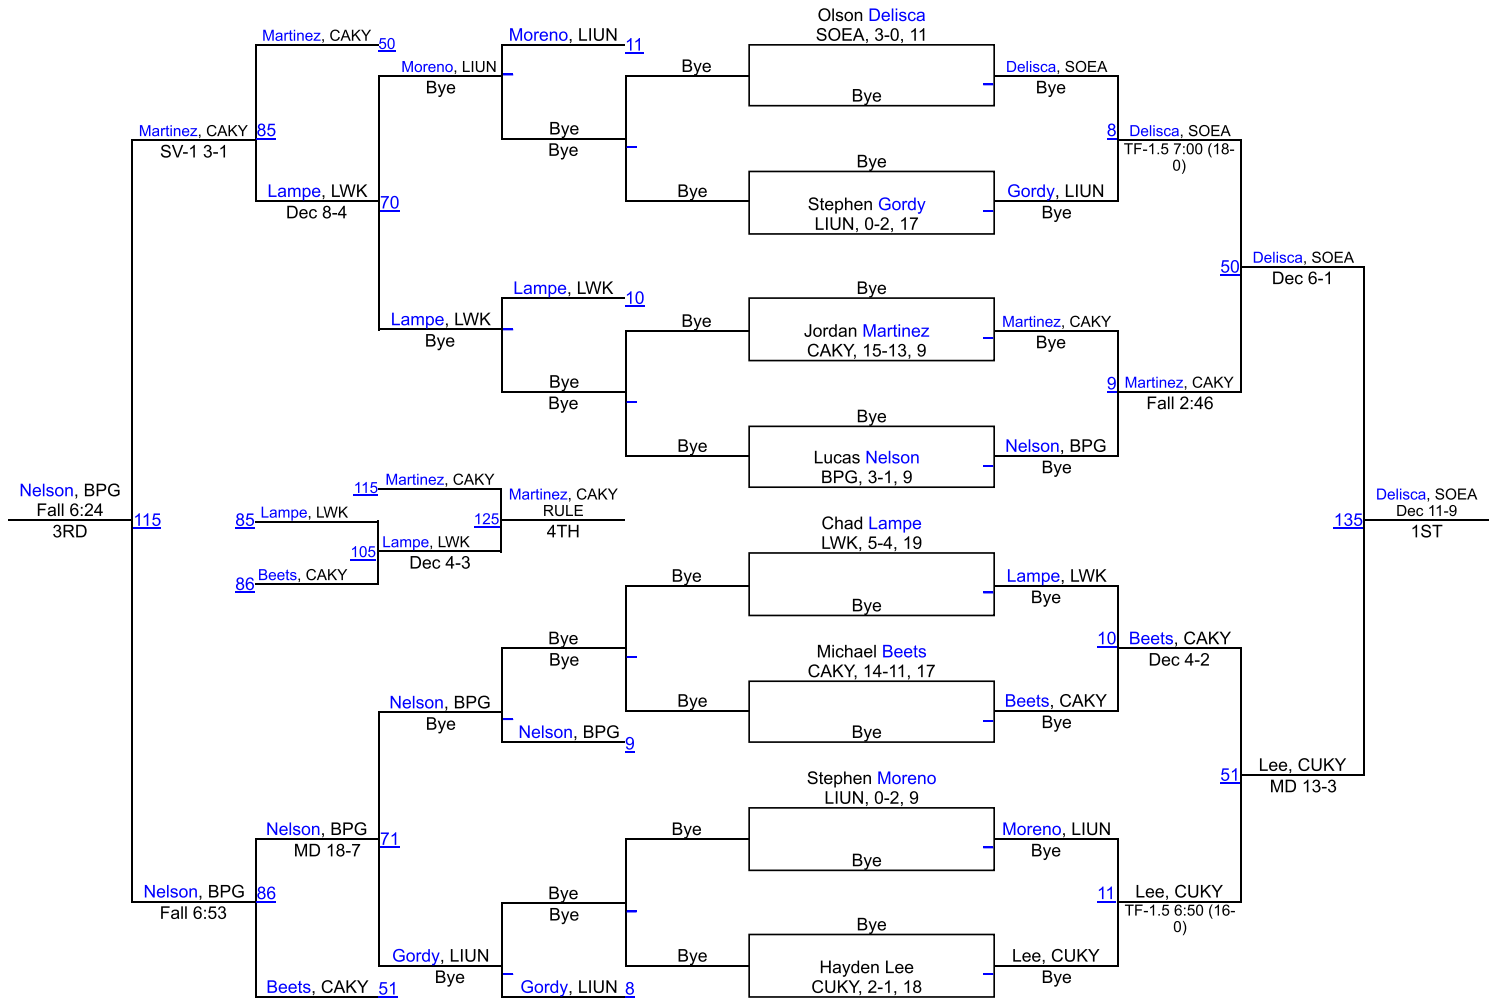 Olson Delisca
SOEA, 3-0, 11
Bye
Bye
Stephen Gordy
LIUN, 0-2, 17
Bye
Jordan Martinez
CAKY, 15-13, 9
Bye
Lucas Nelson
BPG, 3-1, 9
Chad Lampe
LWK, 5-4, 19
Bye
Michael Beets
CAKY, 14-11, 17
Bye
Stephen Moreno
LIUN, 0-2, 9
Bye
Bye
Hayden Lee
CUKY, 2-1, 18
Delisca, SOEA
Bye
Gordy, LIUN
Bye
Martinez, CAKY
Bye
Nelson, BPG
Bye
Lampe, LWK
Bye
Beets, CAKY
Bye
Moreno, LIUN
Bye
Lee, CUKY
Bye
8
Delisca, SOEA
TF-1.5 7:00 (18-
0)
9
Martinez, CAKY
Fall 2:46
10
Beets, CAKY
Dec 4-2
11
Lee, CUKY
TF-1.5 6:50 (16-
0)
50
Delisca, SOEA
Dec 6-1
51
Lee, CUKY
MD 13-3
135
Delisca, SOEA
Dec 11-9
1ST
Bye
Bye
Bye
Bye
Bye
Bye
Bye
Bye
Moreno, LIUN
11
Bye
Bye
Lampe, LWK
10
Bye
Bye
Bye
Bye
Nelson, BPG
9
Bye
Bye
Gordy, LIUN
8
Moreno, LIUN
Bye
Lampe, LWK
Bye
Nelson, BPG
Bye
Gordy, LIUN
Bye
Martinez, CAKY
50
Lampe, LWK
Dec 8-4
70
Nelson, BPG
MD 18-7
71
Beets, CAKY
51
Martinez, CAKY
SV-1 3-1
85
Nelson, BPG
Fall 6:53
86
Nelson, BPG
Fall 6:24
3RD
115
85
Lampe, LWK
86
Beets, CAKY
105
Lampe, LWK
Dec 4-3
115
Martinez, CAKY
125
Martinez, CAKY
RULE
4TH